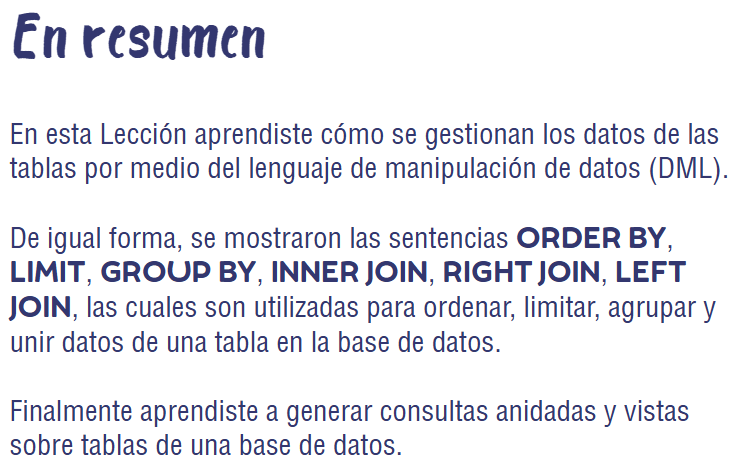 En resumen
En esta Lección aprendiste cómo se gestionan los datos de las
tablas por medio del lenguaje de manipulación de datos (DML).
De igual forma, se mostraron las sentencias ORDER BY,
LIMIT, GROUP BY, INNER JOIN, RIGHT JOIN, LEFT
JOIN, las cuales son utilizadas para ordenar, limitar, agrupar y
unir datos de una tabla en la base de datos.
Finalmente aprendiste a generar consultas anidadas y vistas
sobre tablas de una base de datos.